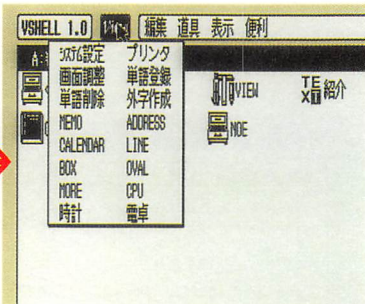 VSHELL 1.0 編集 道具 表示 便利
A:
システム設定 プリンタ
画面調整 単語登録
単語削除 外字作成
MEMO ADDRESS
CALENDAR LINE
BOX OVAL
MORE CPU
時計 電卓
VIEW
TEXT 紹介
NOE